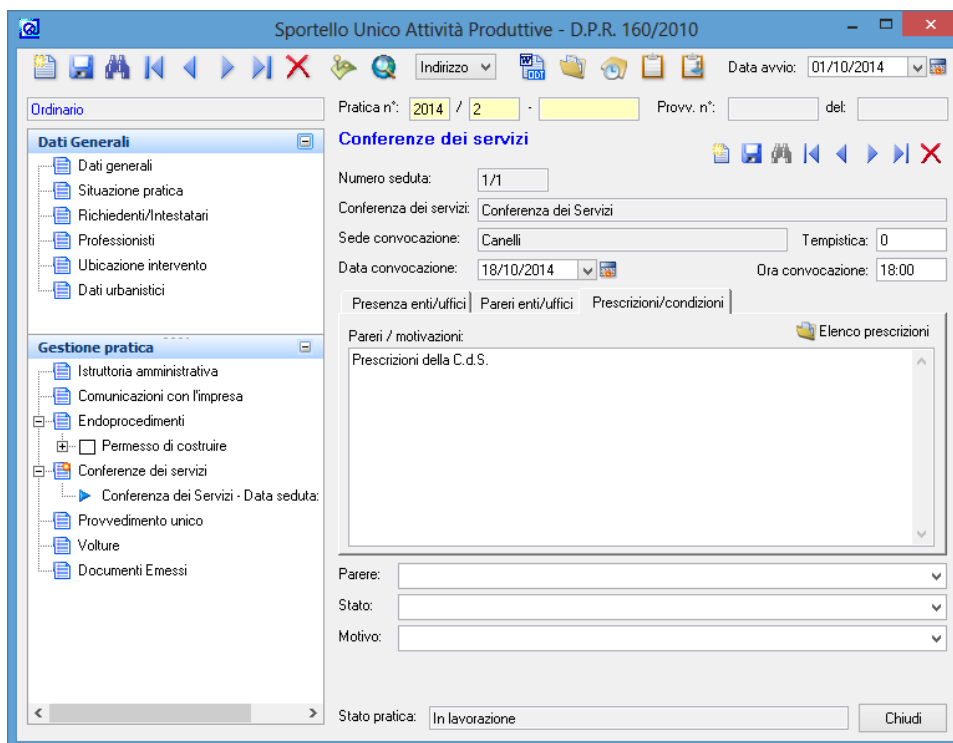 Sportello Unico Attività Produttive - D.P.R. 160/2010
Indirizzo
W
ODT
Data avvio: 01/10/2014
Ordinario
Pratica n°: 2014 / 2 -
Provv. n°:
del:
Dati Generali
Dati generali
Situazione pratica
Richiedenti/Intestatari
Professionisti
Ubicazione intervento
Dati urbanistici
Gestione pratica
Istruttoria amministrativa
Comunicazioni con l'impresa
Endoprocedimenti
Permesso di costruire
Conferenze dei servizi
Conferenza dei Servizi - Data seduta:
Provvedimento unico
Volture
Documenti Emessi
Conferenze dei servizi
Numero seduta: 1/1
Conferenza dei servizi: Conferenza dei Servizi
Sede convocazione: Canelli
Tempistica: 0
Data convocazione: 18/10/2014
Ora convocazione: 18:00
Presenza enti/uffici
Pareri enti/uffici
Prescrizioni/condizioni
Pareri / motivazioni:
Elenco prescrizioni
Prescrizioni della C.d.S.
Parere:
Stato:
Motivo:
Stato pratica: In lavorazione
Chiudi